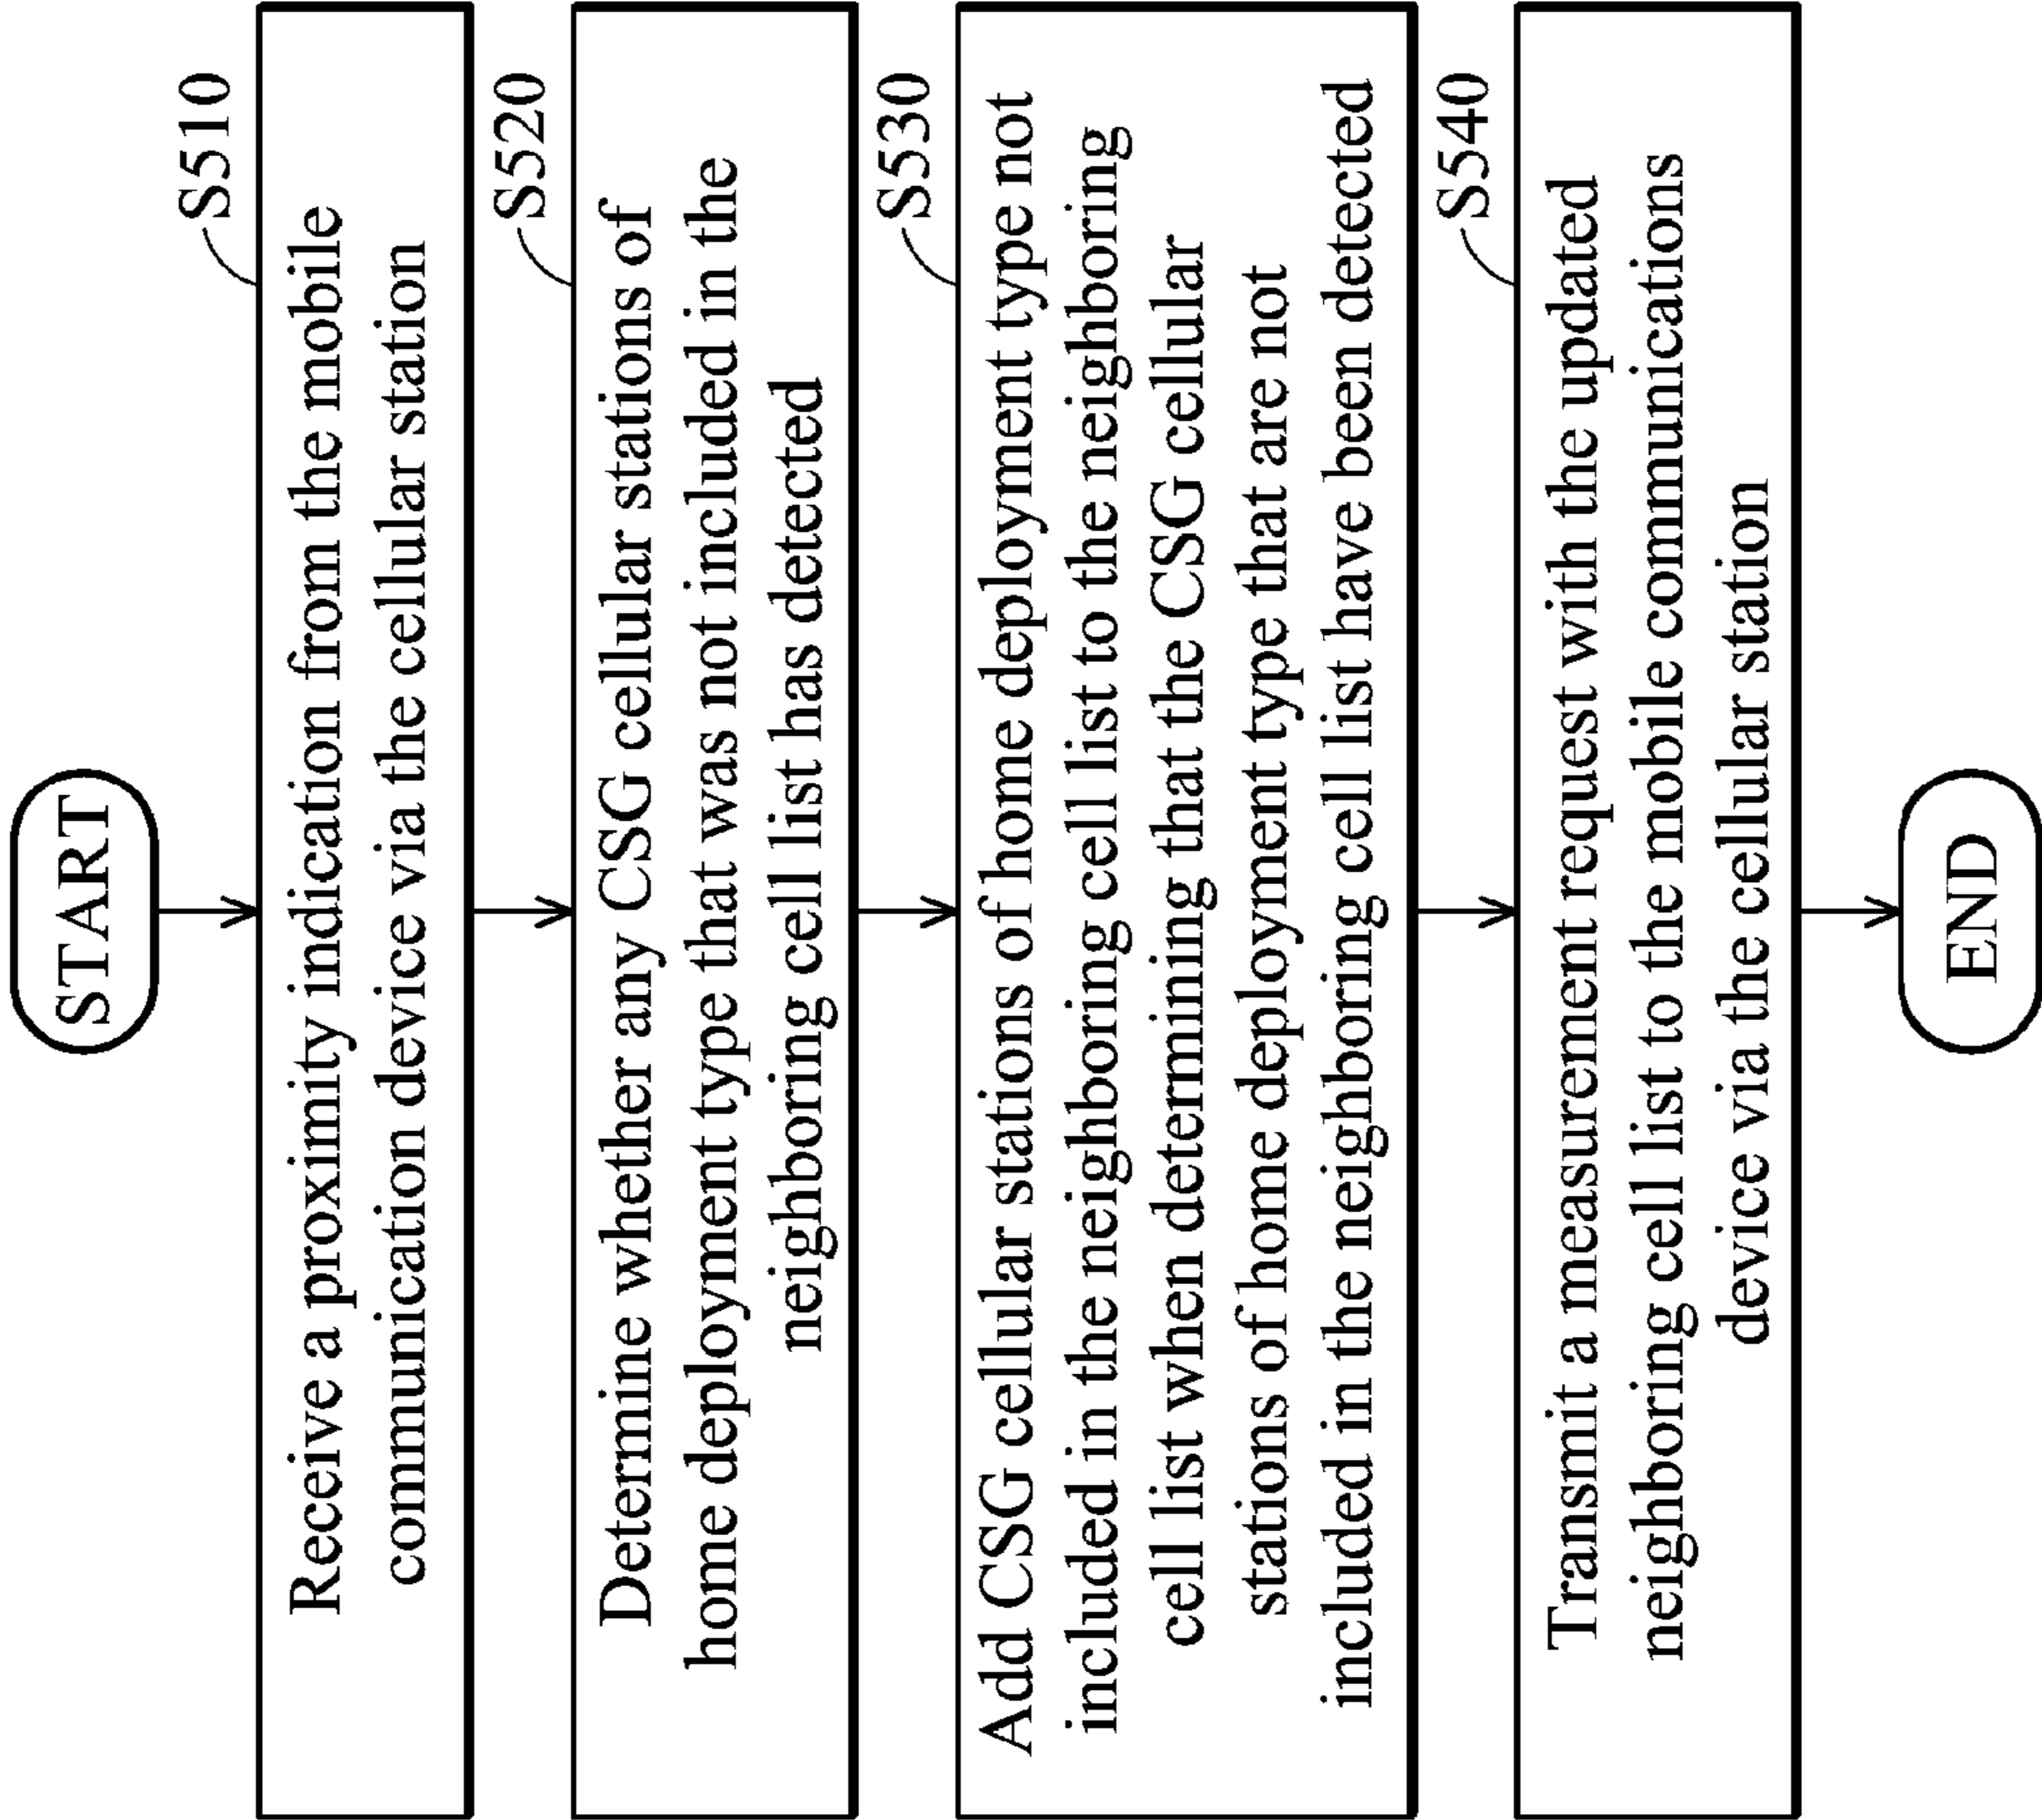 START
S510
Receive a proximity indication from the mobile
communication device via the cellular station
S520
Determine whether any CSG cellular stations of
home deployment type that was not included in the
neighboring cell list has detected
S530
Add CSG cellular stations of home deployment type not
included in the neighboring cell list to the neighboring
cell list when determining that the CSG cellular
stations of home deployment type that are not
included in the neighboring cell list have been detected
S540
Transmit a measurement request with the updated
neighboring cell list to the mobile communications
device via the cellular station
END